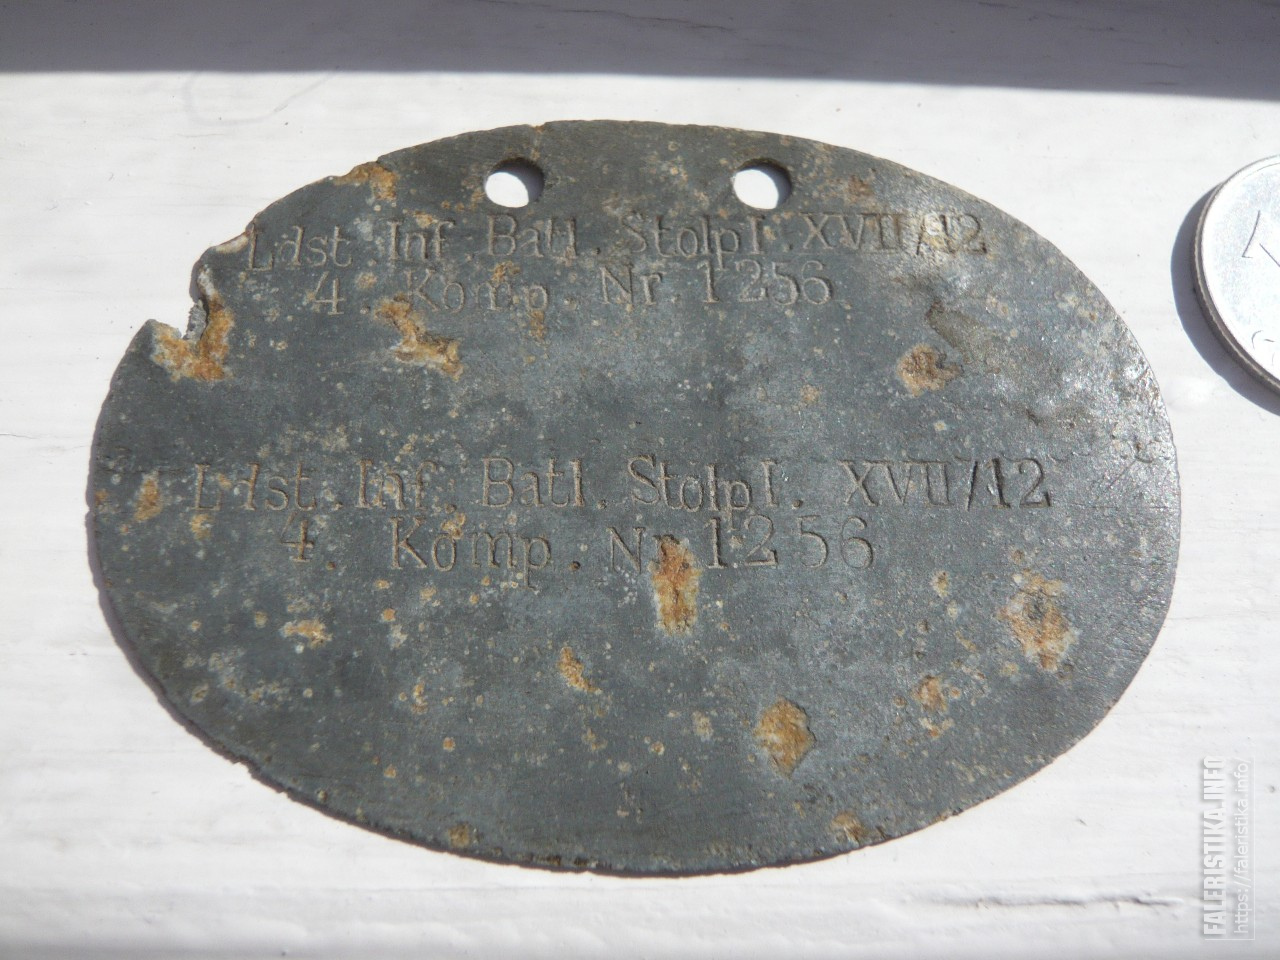 Ldst. Inf. Batl. Stolp I. XVII/12
4. Komp. Nr. 1256
Ldst. Inf. Batl. Stolp I. XVII/12
4. Komp. Nr. 1256
FALERISTIKA.INFO
https://faleristika.info